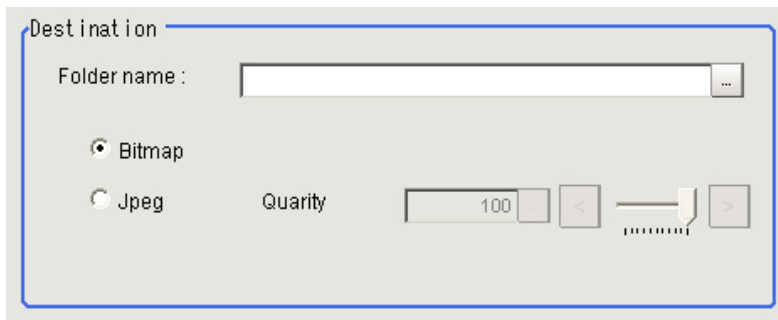 Destination
Folder name :
...
Bitmap
Jpeg Quarity 100 ... < >